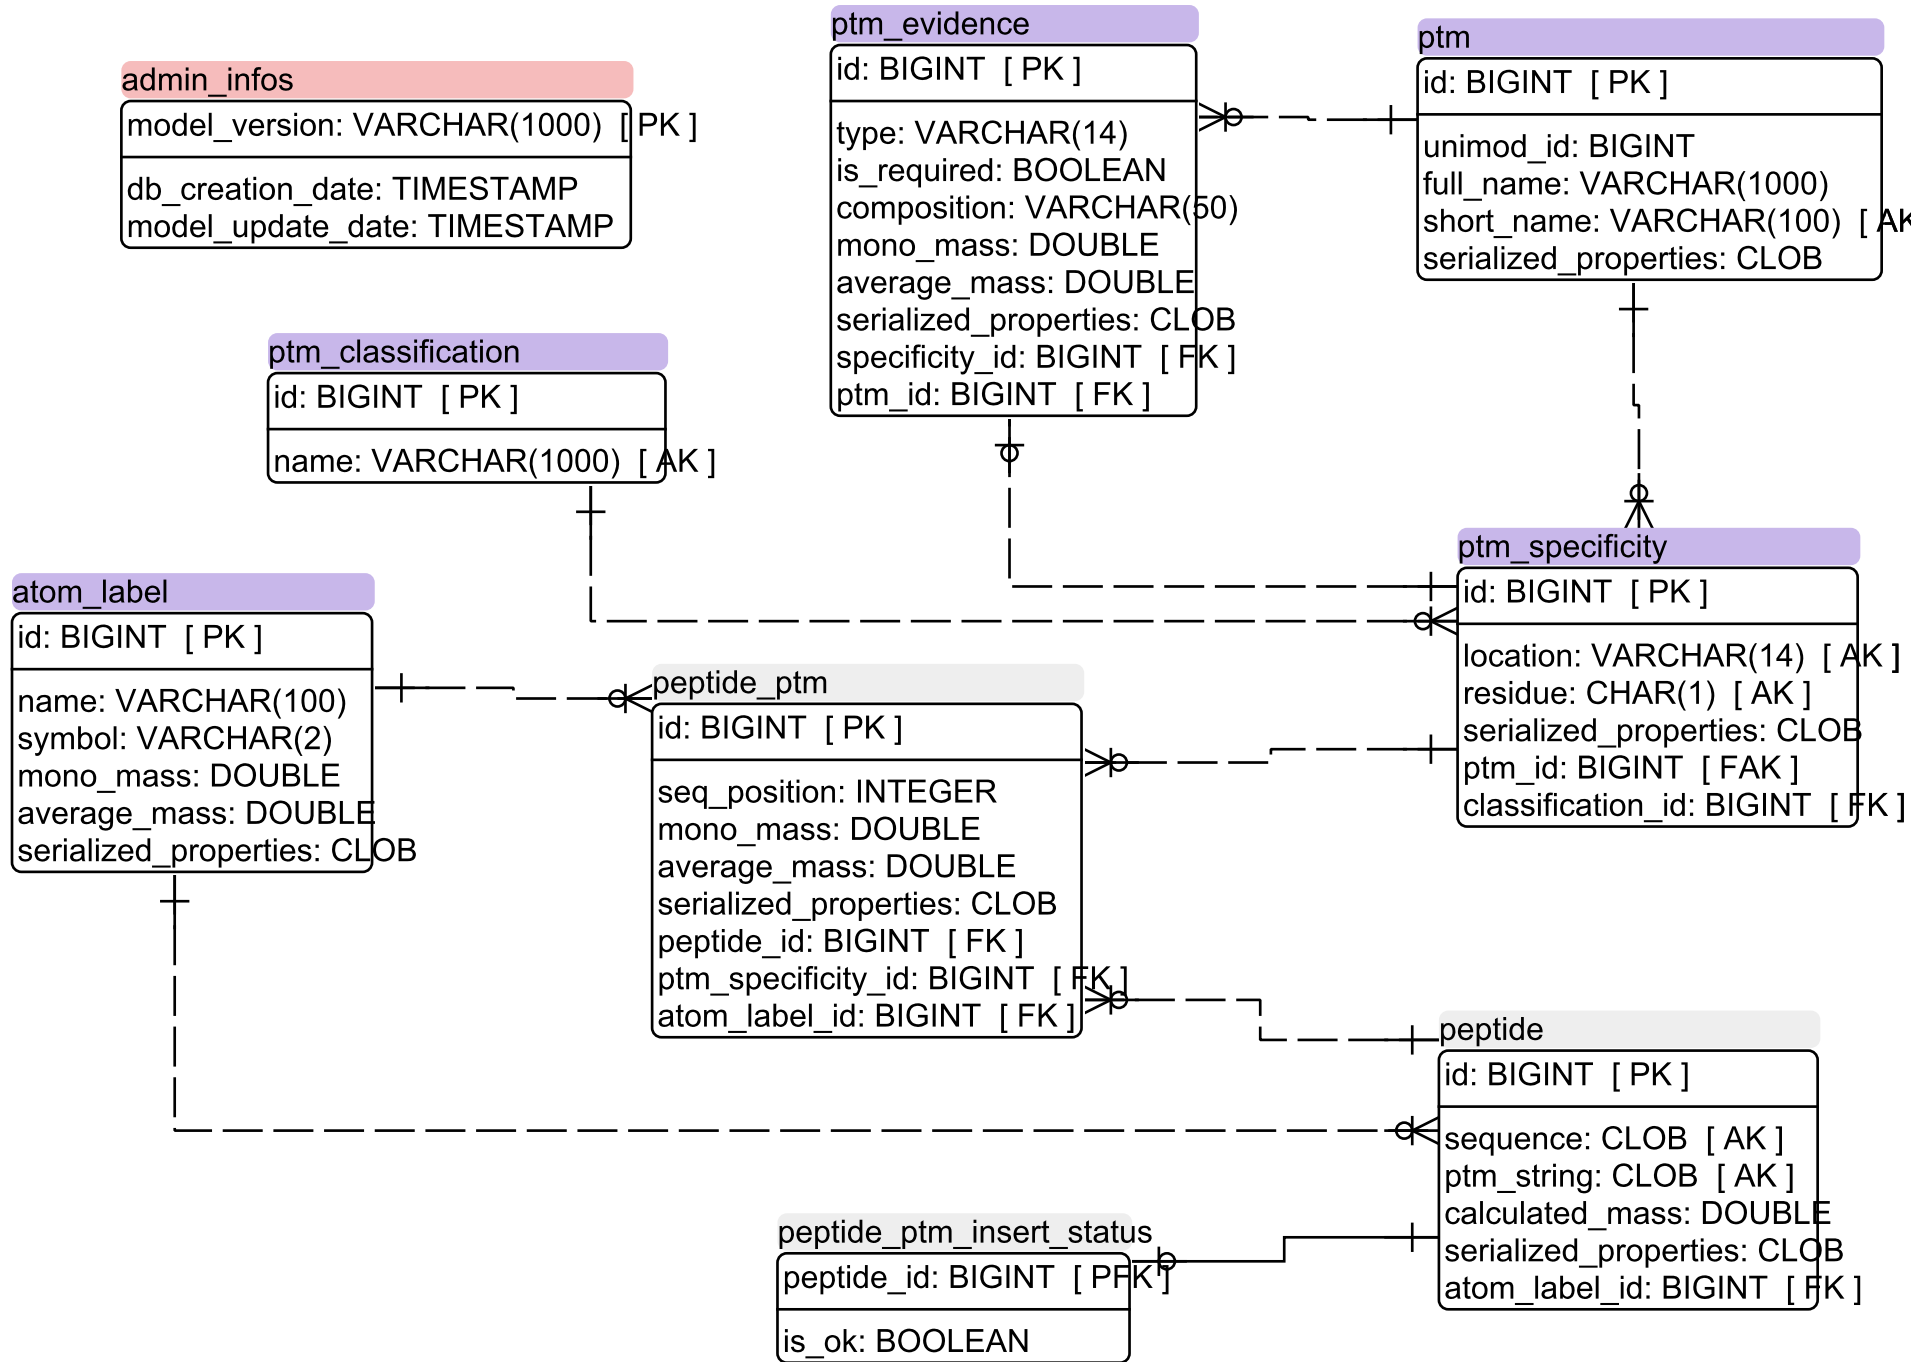 ptm_evidence
id: BIGINT  [ PK ]
type: VARCHAR(14)
is_required: BOOLEAN
composition: VARCHAR(50)
mono_mass: DOUBLE
average_mass: DOUBLE
serialized_properties: CLOB
specificity_id: BIGINT  [ FK ]
ptm_id: BIGINT  [ FK ]
ptm
id: BIGINT  [ PK ]
unimod_id: BIGINT
full_name: VARCHAR(1000)
short_name: VARCHAR(100)  [ AK
serialized_properties: CLOB
admin_infos
model_version: VARCHAR(1000)  [ PK ]
db_creation_date: TIMESTAMP
model_update_date: TIMESTAMP
ptm_classification
id: BIGINT  [ PK ]
name: VARCHAR(1000)  [ AK ]
ptm_specificity
id: BIGINT  [ PK ]
location: VARCHAR(14)  [ AK ]
residue: CHAR(1)  [ AK ]
serialized_properties: CLOB
ptm_id: BIGINT  [ FAK ]
classification_id: BIGINT  [ FK ]
atom_label
id: BIGINT  [ PK ]
name: VARCHAR(100)
symbol: VARCHAR(2)
mono_mass: DOUBLE
average_mass: DOUBLE
serialized_properties: CLOB
peptide_ptm
id: BIGINT  [ PK ]
seq_position: INTEGER
mono_mass: DOUBLE
average_mass: DOUBLE
serialized_properties: CLOB
peptide_id: BIGINT  [ FK ]
ptm_specificity_id: BIGINT  [ FK ]
atom_label_id: BIGINT  [ FK ]
peptide
id: BIGINT  [ PK ]
sequence: CLOB  [ AK ]
ptm_string: CLOB  [ AK ]
calculated_mass: DOUBLE
serialized_properties: CLOB
atom_label_id: BIGINT  [ FK ]
peptide_ptm_insert_status
peptide_id: BIGINT  [ PFK ]
is_ok: BOOLEAN